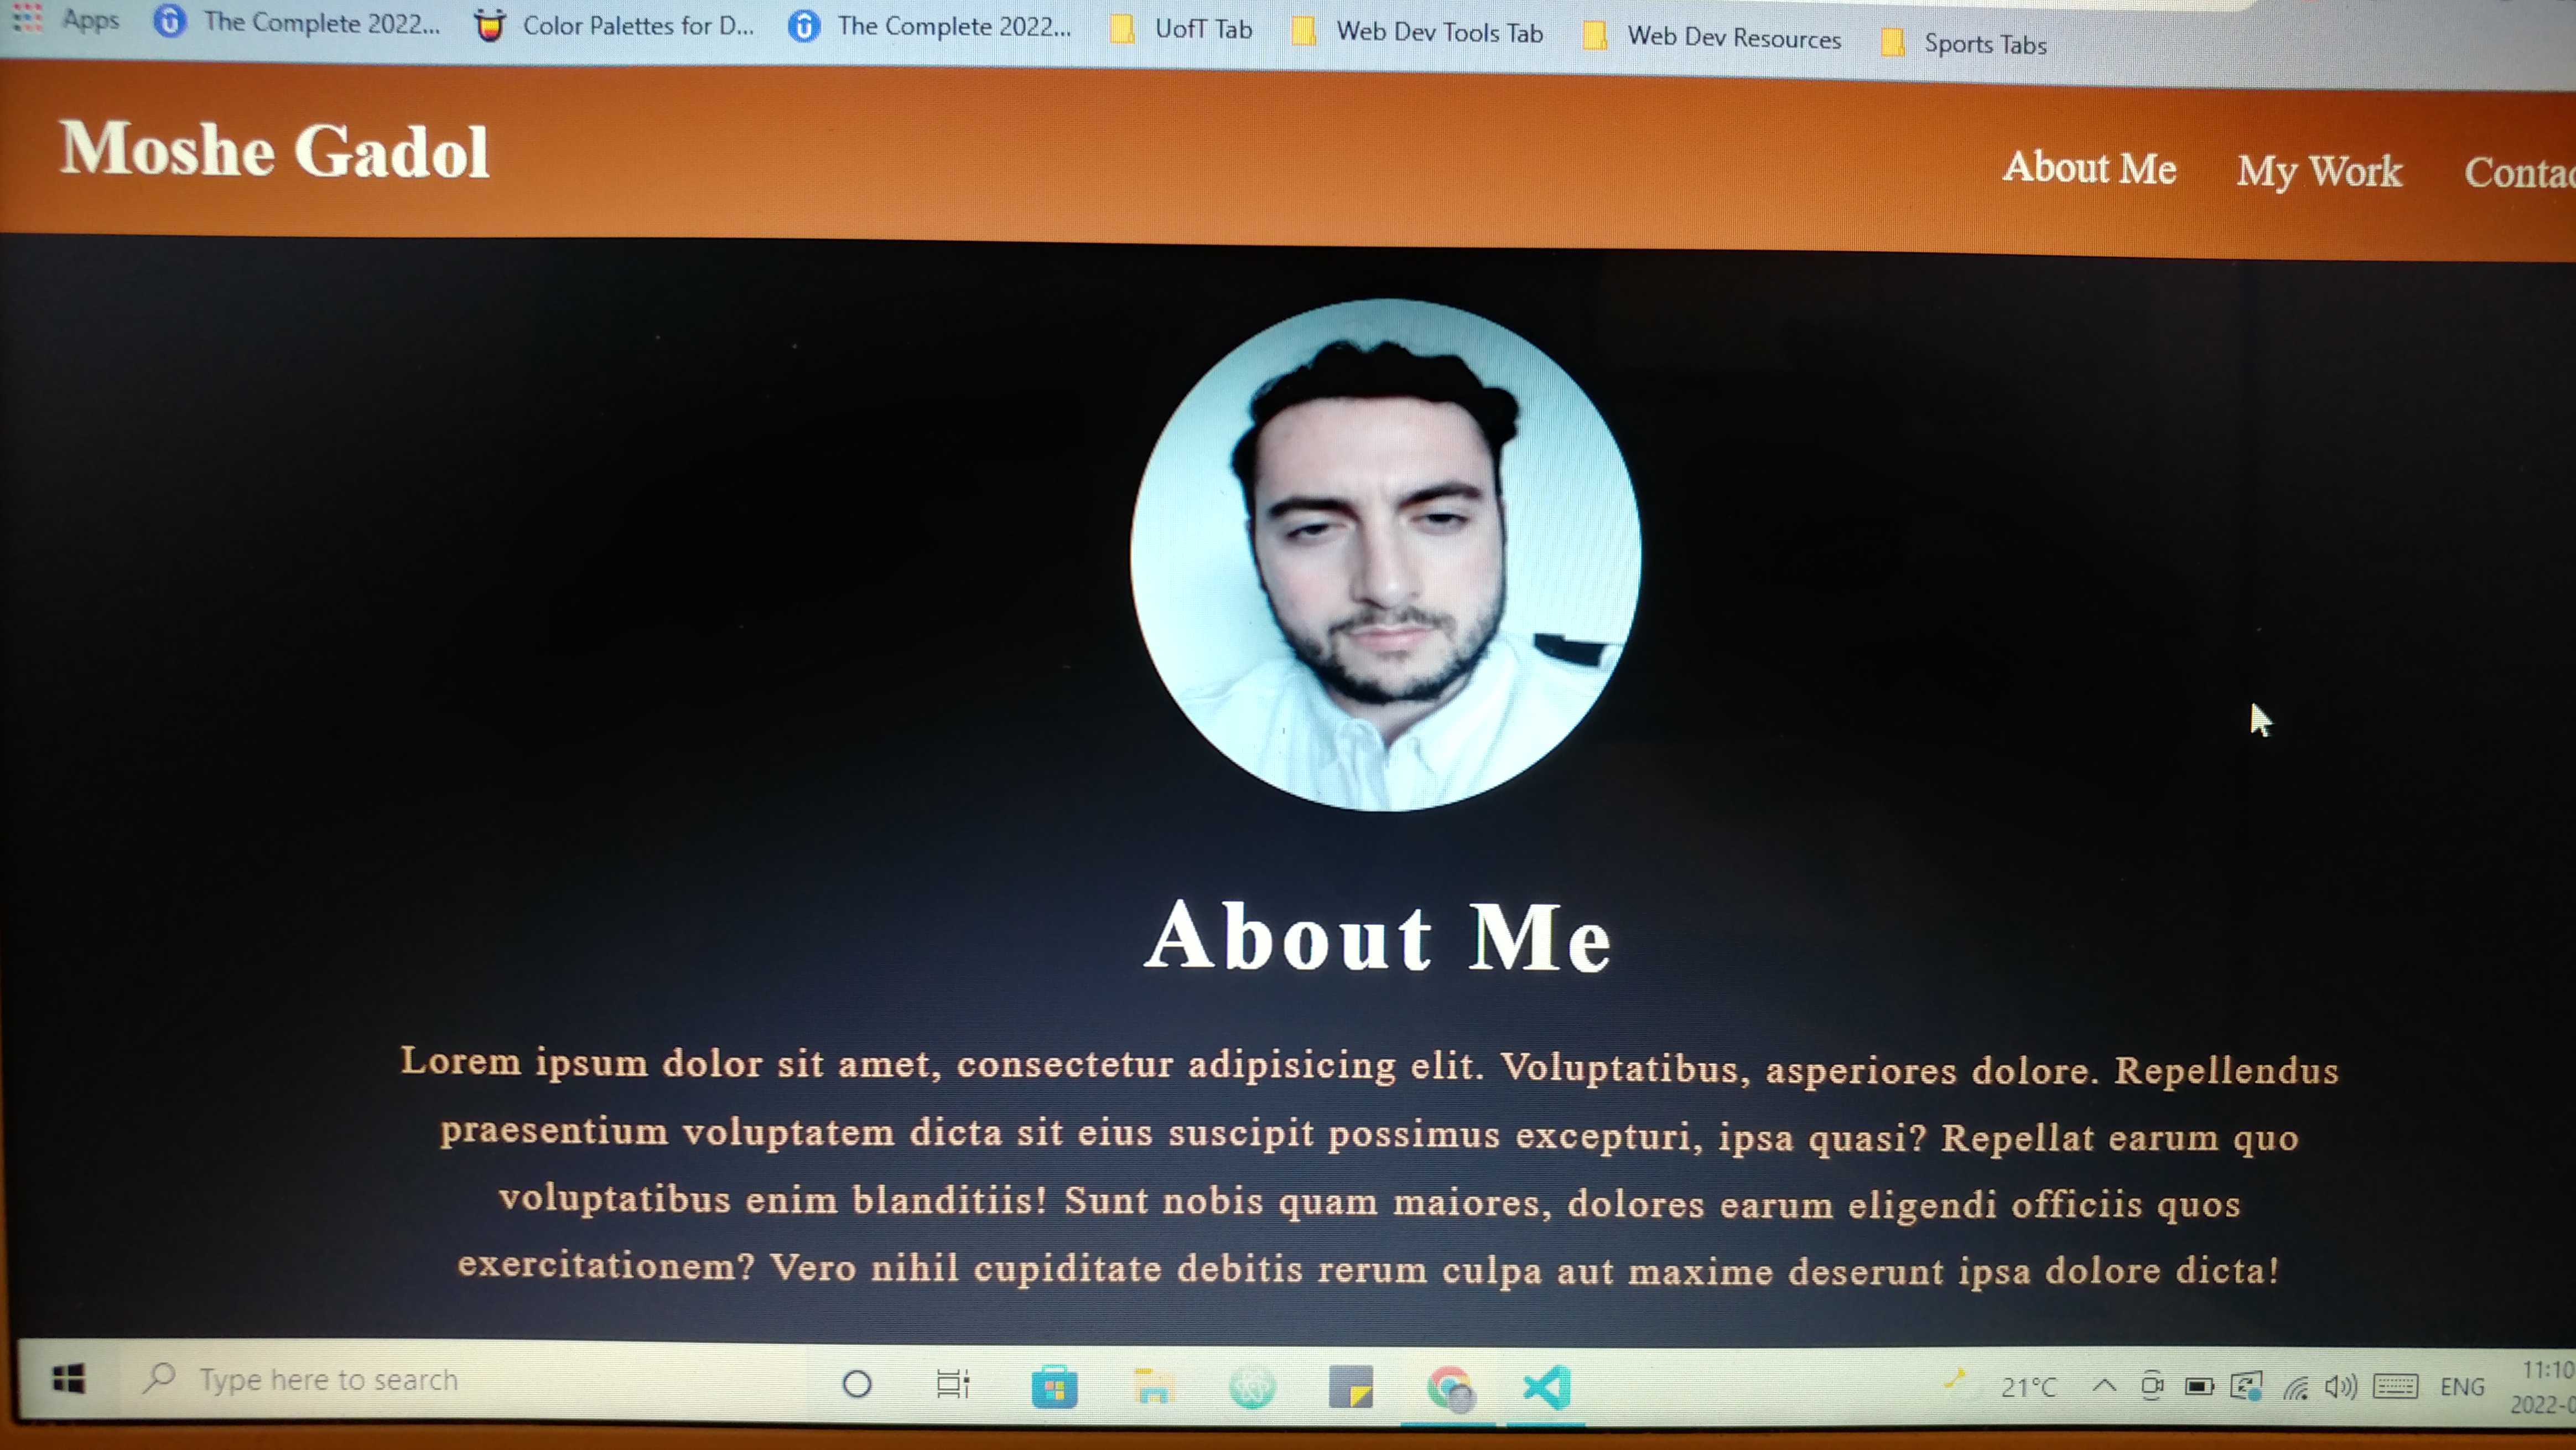 Apps The Complete 2022... Color Palettes for D... The Complete 2022... UofT Tab Web Dev Tools Tab Web Dev Resources Sports Tabs
Moshe Gadol About Me My Work Contac
About Me
Lorem ipsum dolor sit amet, consectetur adipisicing elit. Voluptatibus, asperiores dolore. Repellendus
praesentium voluptatem dicta sit eius suscipit possimus excepturi, ipsa quasi? Repellat earum quo
voluptatibus enim blanditiis! Sunt nobis quam maiores, dolores earum eligendi officiis quos
exercitationem? Vero nihil cupiditate debitis rerum culpa aut maxime deserunt ipsa dolore dicta!
Type here to search 21°C ENG 11:10
2022-0